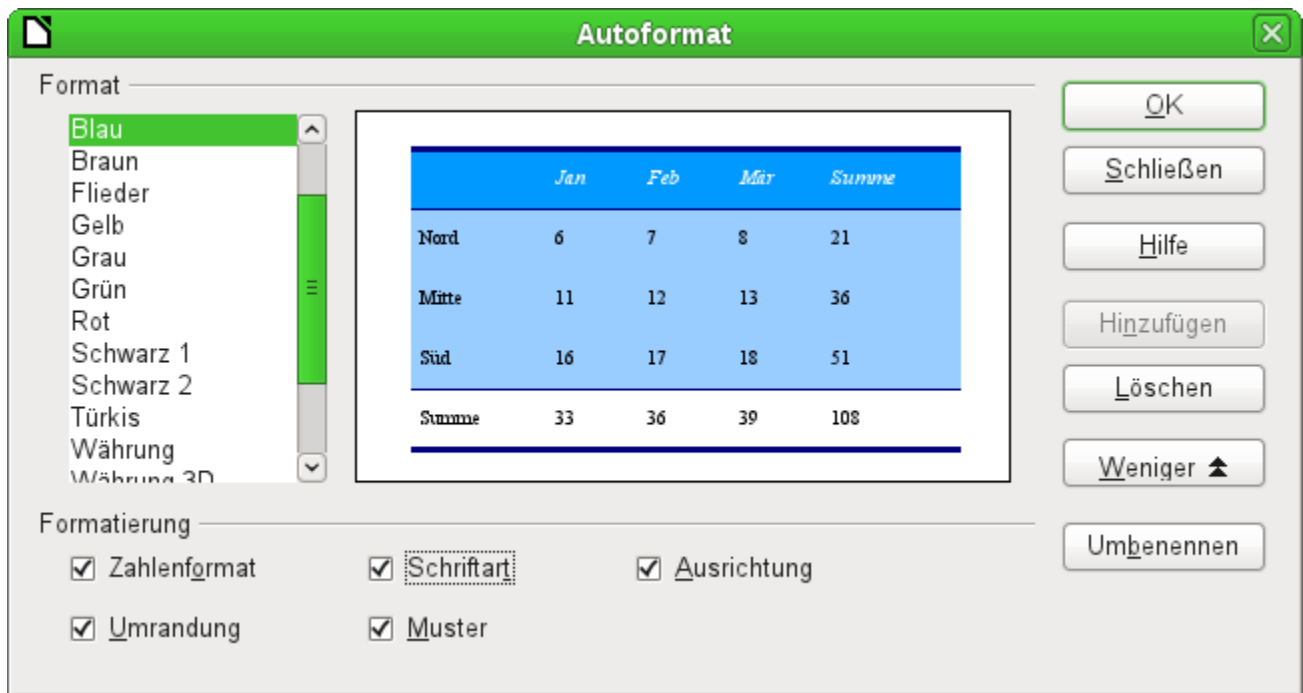 Autoformat
Format
Blau
Braun
Flieder
Gelb
Grau
Grün
Rot
Schwarz 1
Schwarz 2
Türkis
Währung
Währung 3D
Jan Feb Mär Summe
Nord 6 7 8 21
Mitte 11 12 13 36
Süd 16 17 18 51
Summe 33 36 39 108
OK
Schließen
Hilfe
Hinzufügen
Löschen
Weniger
Umbenennen
Formatierung
Zahlenformat Schriftart Ausrichtung
Umrandung Muster